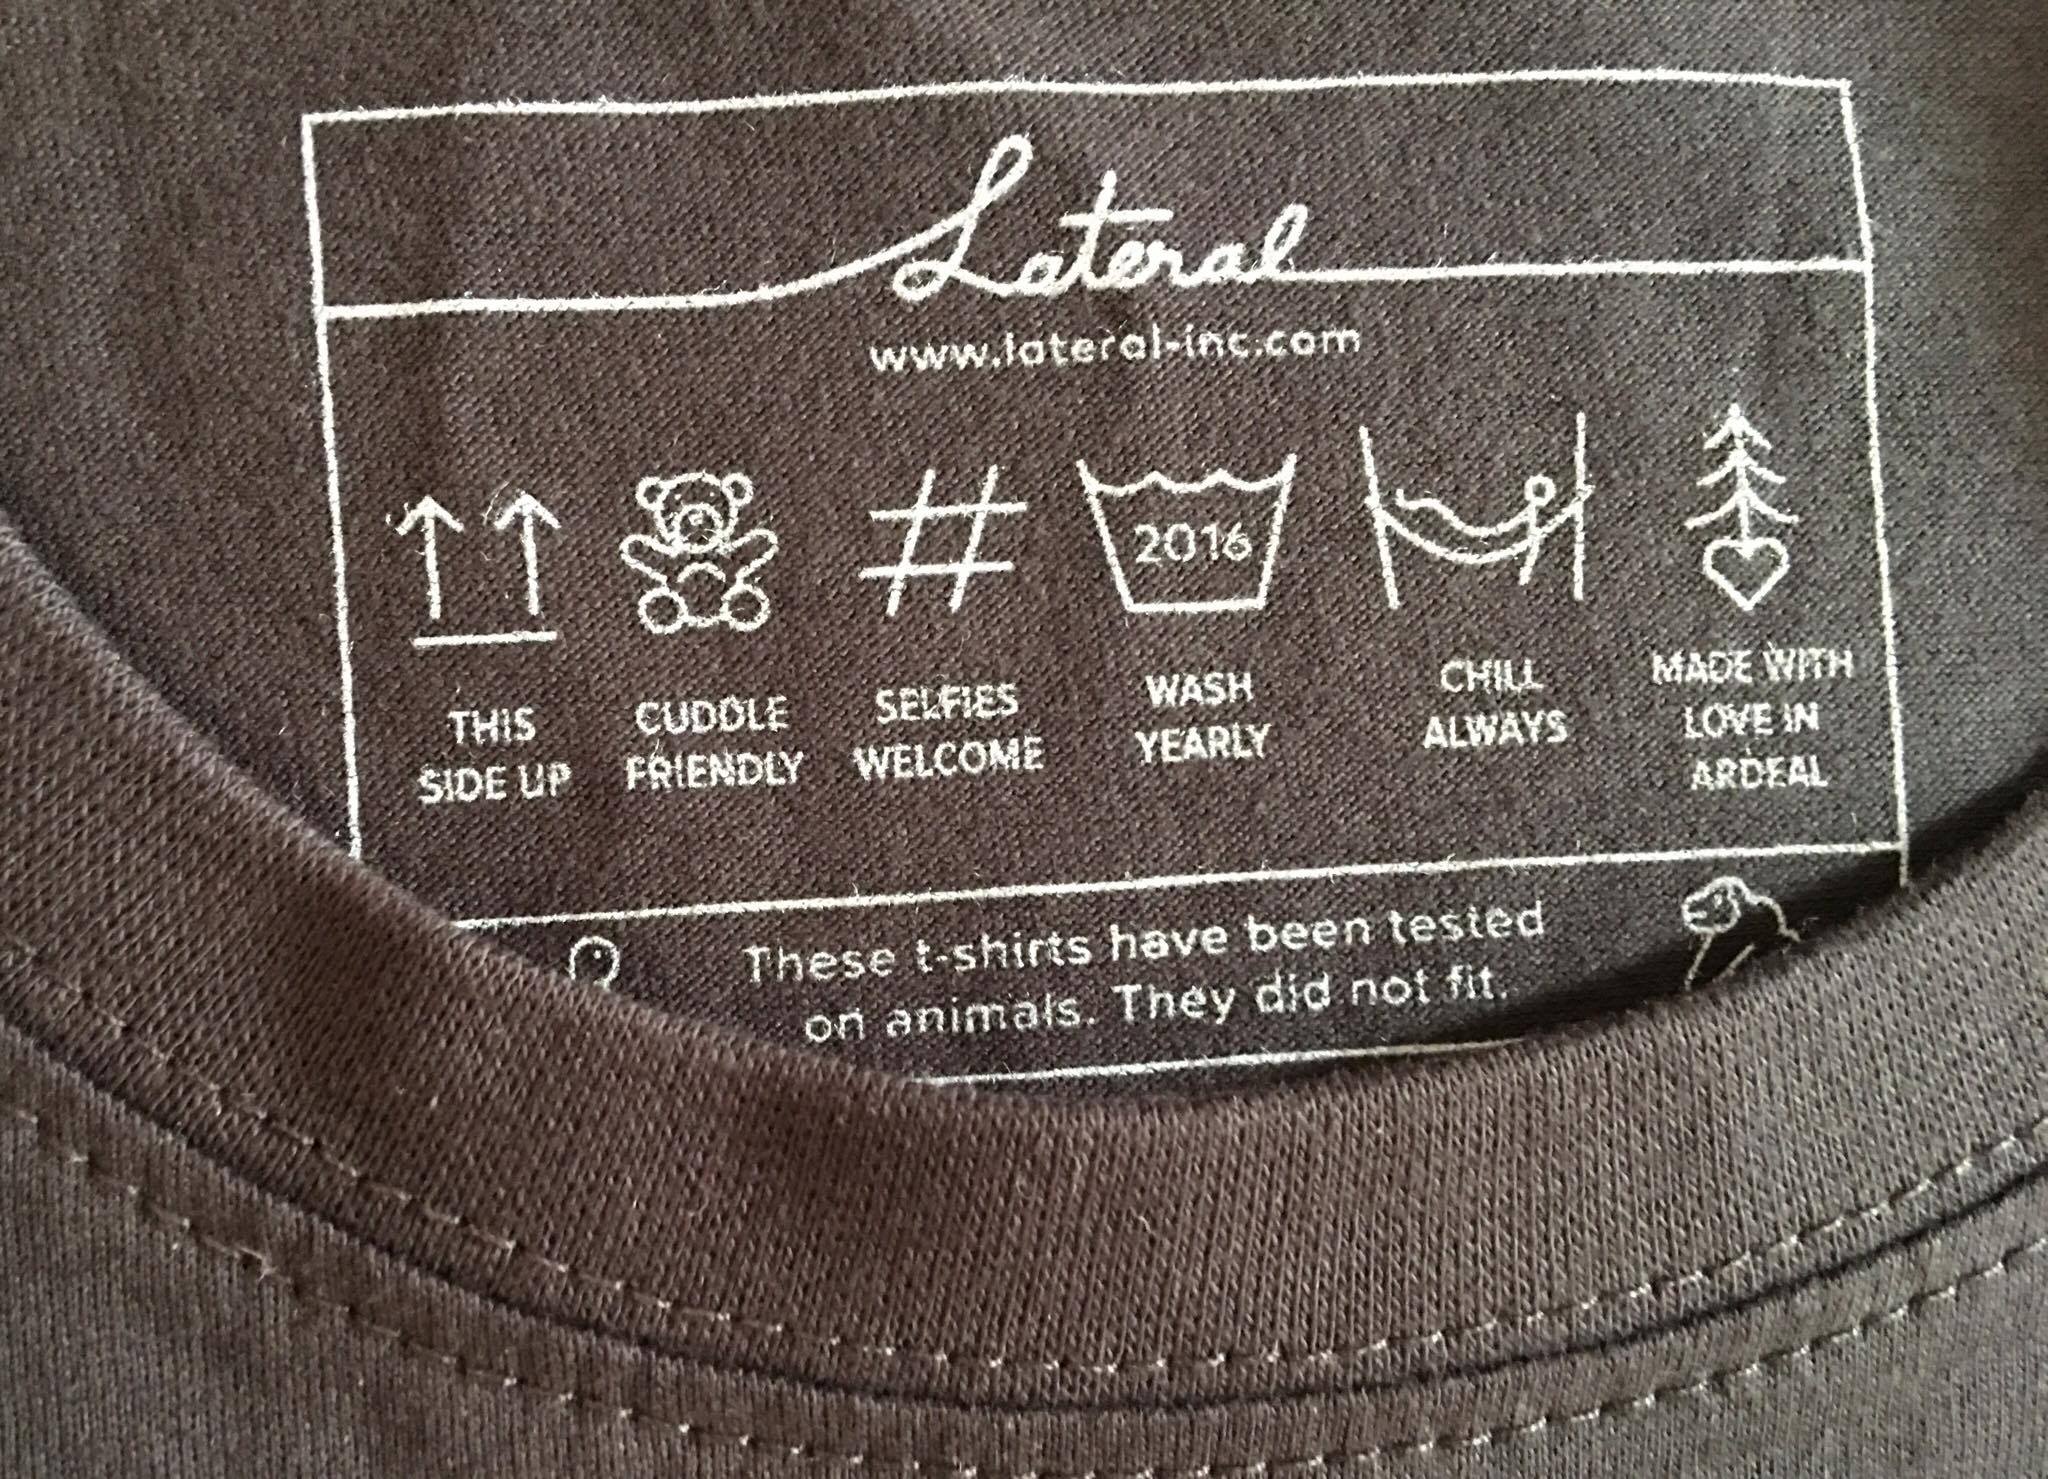 Lateral
www.lateral-inc.com
2016
THIS
SIDE UP
CUDDLE
FRIENDLY
#
SELFIES
WELCOME
WASH
YEARLY
CHILL
ALWAYS
MADE WITH
LOVE IN
ARDEAL
These t-shirts have been tested
on animals. They did not fit.